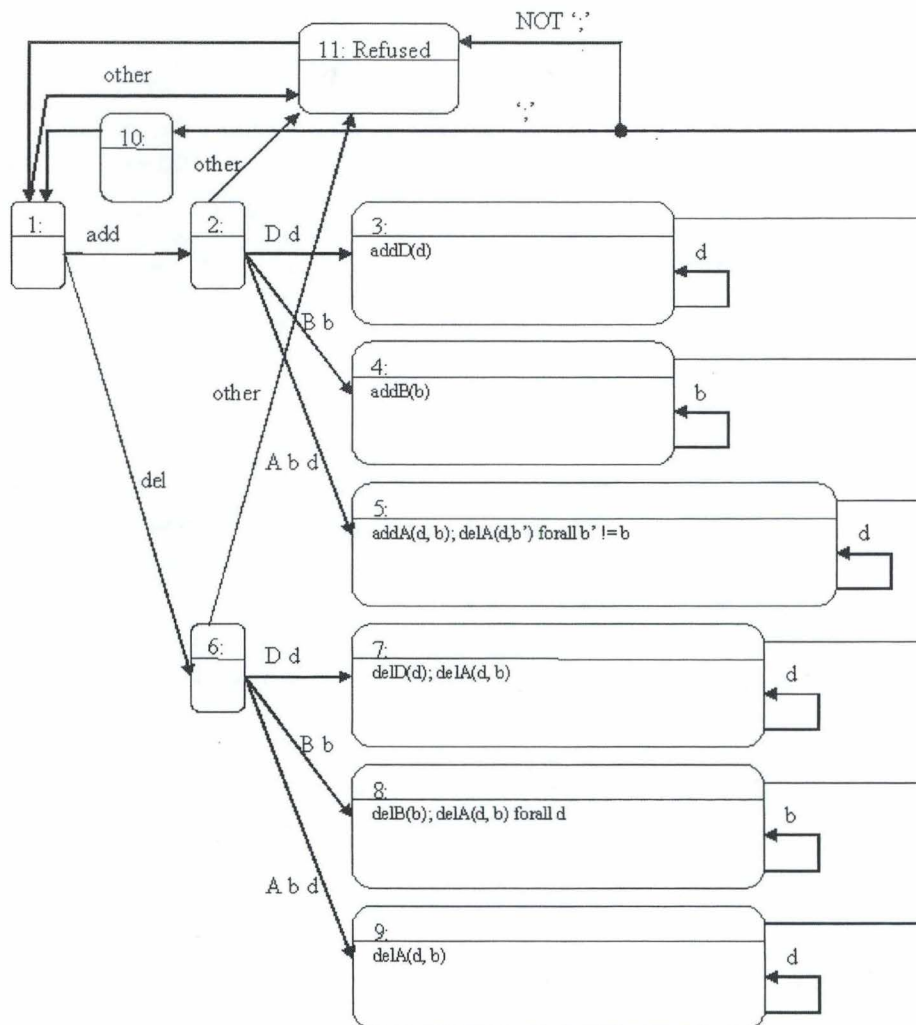 NOT ‘;’
11: Refused
other
‘;’
10:
other
1:
add
2:
D d
3:
addD(d)
d
B b
4:
addB(b)
b
other
A b d
del
5:
addA(d, b); delA(d,b’) forall b’ != b
d
6:
D d
7:
delD(d); delA(d, b)
d
B b
8:
delB(b); delA(d, b) forall d
b
A b d
9:
delA(d, b)
d